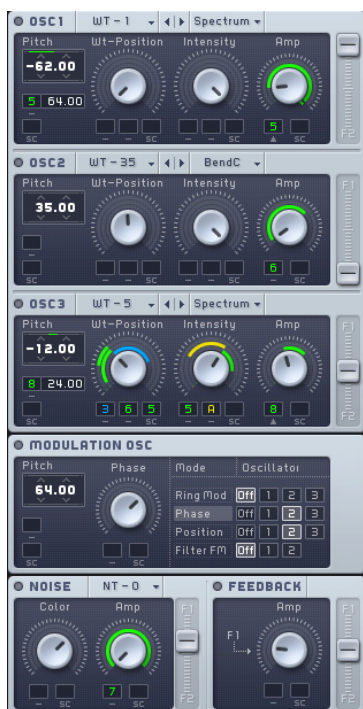 OSC1 WT-1 Spectrum
Pitch Wt-Position Intensity Amp F1
-62.00
5 64.00
5
SC - - SC - - SC SC F2
OSC2 WT-35 BendC
Pitch Wt-Position Intensity Amp F1
35.00
6
SC - - SC - - SC SC F2
OSC3 WT-5 Spectrum
Pitch Wt-Position Intensity Amp F1
-12.00
8 24.00
3 6 5 5 A 8
SC - - SC - - SC SC F2
MODULATION OSC
Pitch Phase Mode Oscillator
64.00
Ring Mod Off 1 2 3
Phase Off 1 2 3
Position Off 1 2 3
Filter FM Off 1 2
SC - SC
NOISE NT-0 FEEDBACK
Color Amp F1 Amp
F1
7
- SC - SC F2 - SC